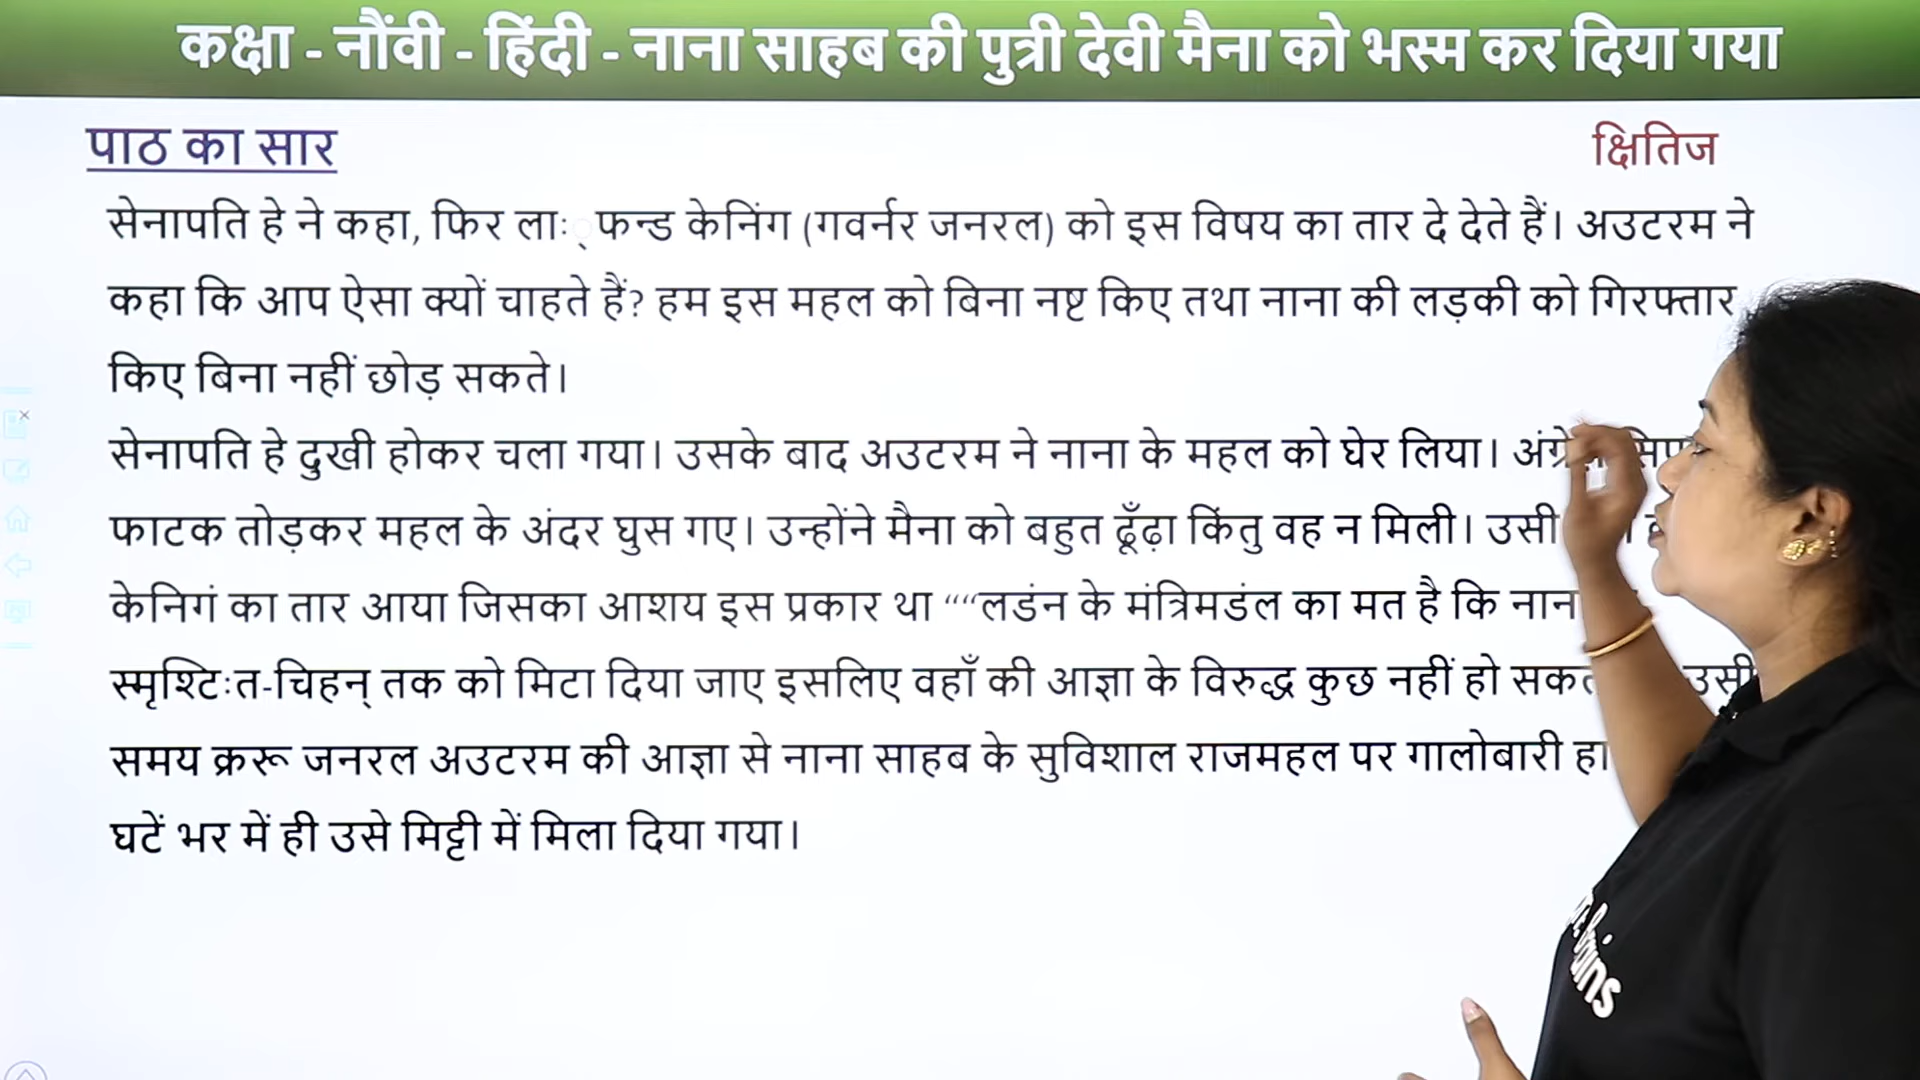 कक्षा - नौंवी - हिंदी - नाना साहब की पुत्री देवी मैना को भस्म कर दिया गया
पाठ का सार
क्षितिज
सेनापति हे ने कहा, फिर लाः् फन्ड केनिंग (गवर्नर जनरल) को इस विषय का तार दे देते हैं। अउटरम ने
कहा कि आप ऐसा क्यों चाहते हैं? हम इस महल को बिना नष्ट किए तथा नाना की लड़की को गिरफ्तार
किए बिना नहीं छोड़ सकते।
सेनापति हे दुखी होकर चला गया। उसके बाद अउटरम ने नाना के महल को घेर लिया।
फाटक तोड़कर महल के अंदर घुस गए। उन्होंने मैना को बहुत ढूँढ़ा किंतु वह न मिली। उसी
केनिगं का तार आया जिसका आशय इस प्रकार था ““लडंन के मंत्रिमडंल का मत है कि
स्मृश्टिःत-चिहन् तक को मिटा दिया जाए इसलिए वहाँ की आज्ञा के विरुद्ध कुछ नहीं हो उसी
समय क्ररू जनरल अउटरम की आज्ञा से नाना साहब के सुविशाल राजमहल पर गालोबारी
घटें भर में ही उसे मिट्टी में मिला दिया गया।